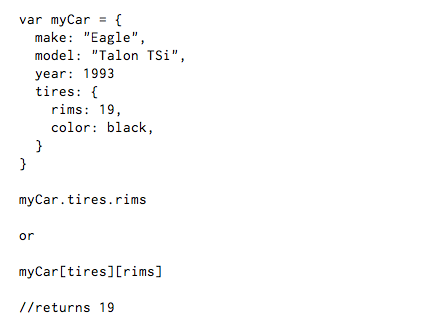 var myCar = {
  make: "Eagle",
  model: "Talon TSi",
  year: 1993
  tires: {
    rims: 19,
    color: black,
  }
}

myCar.tires.rims

or

myCar[tires][rims]

//returns 19